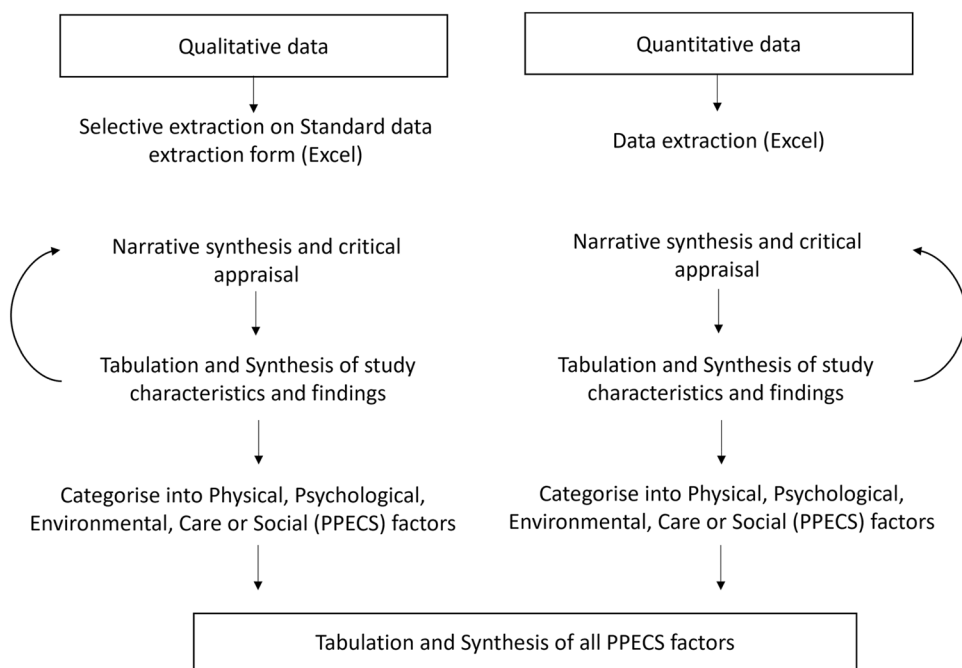 Qualitative data
Selective extraction on Standard data
extraction form (Excel)
Narrative synthesis and critical
appraisal
Tabulation and Synthesis of study
characteristics and findings
Categorise into Physical, Psychological,
Environmental, Care or Social (PPECS) factors
Quantitative data
Data extraction (Excel)
Narrative synthesis and critical
appraisal
Tabulation and Synthesis of study
characteristics and findings
Categorise into Physical, Psychological,
Environmental, Care or Social (PPECS) factors
Tabulation and Synthesis of all PPECS factors